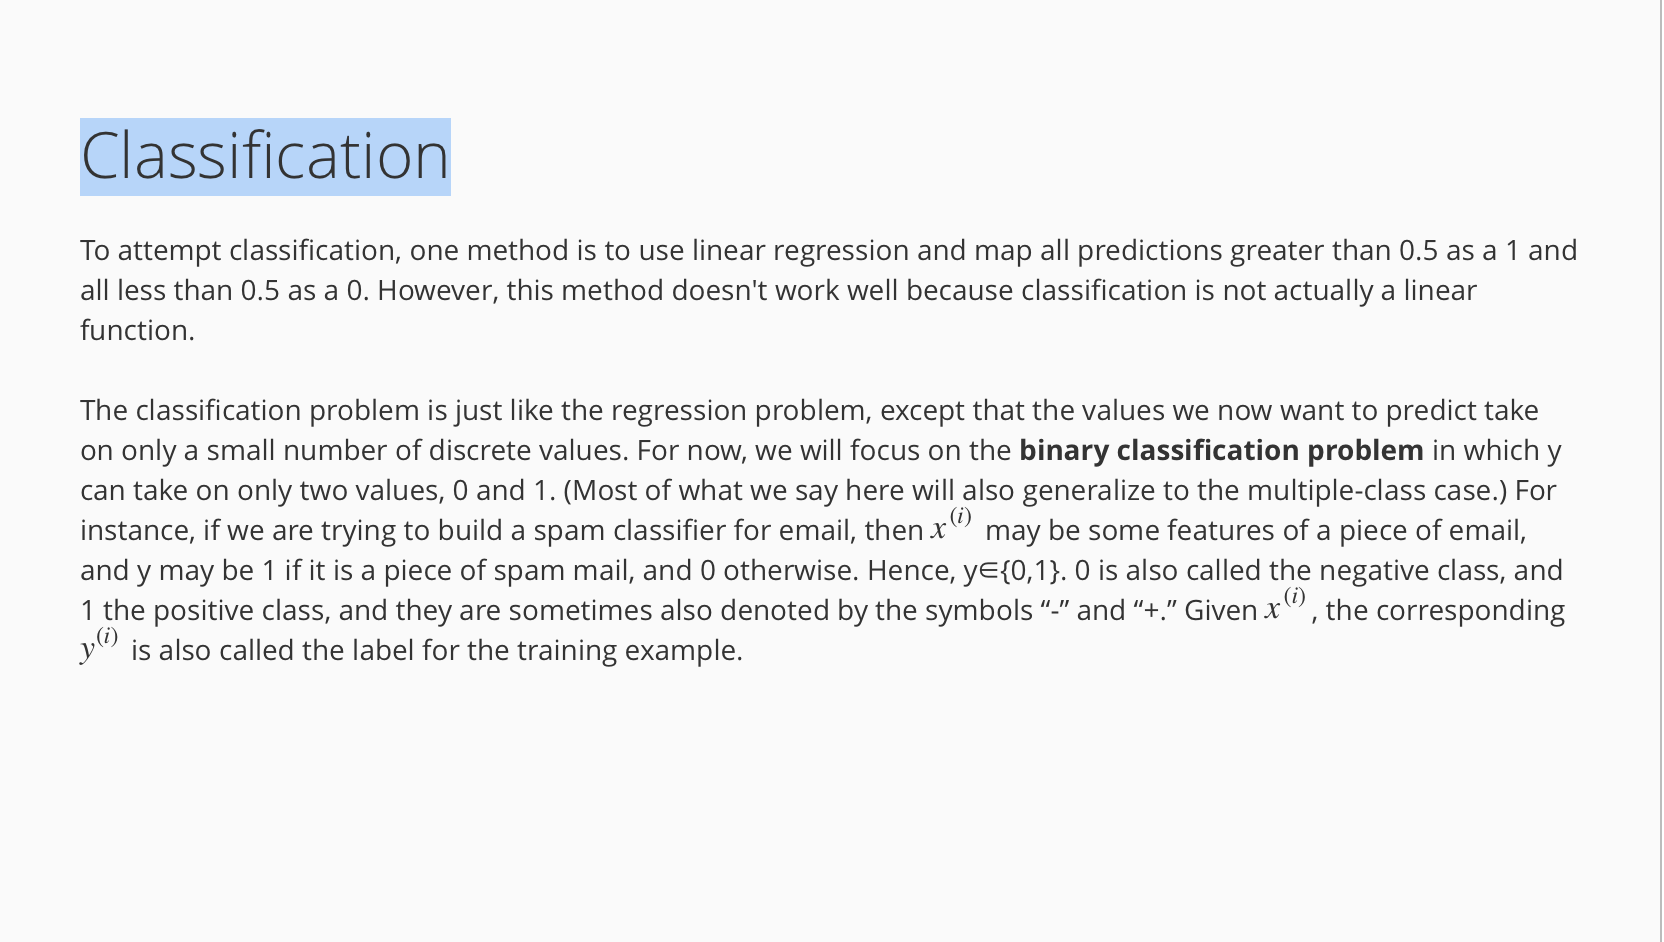 Classification
To attempt classification, one method is to use linear regression and map all predictions greater than 0.5 as a 1 and
all less than 0.5 as a 0. However, this method doesn't work well because classification is not actually a linear
function.
The classification problem is just like the regression problem, except that the values we now want to predict take
on only a small number of discrete values. For now, we will focus on the binary classification problem in which y
can take on only two values, 0 and 1. (Most of what we say here will also generalize to the multiple-class case.) For
instance, if we are trying to build a spam classifier for email, then x^(i) may be some features of a piece of email,
and y may be 1 if it is a piece of spam mail, and 0 otherwise. Hence, y∈{0,1}. 0 is also called the negative class, and
1 the positive class, and they are sometimes also denoted by the symbols “-” and “+.” Given x^(i), the corresponding
y^(i) is also called the label for the training example.